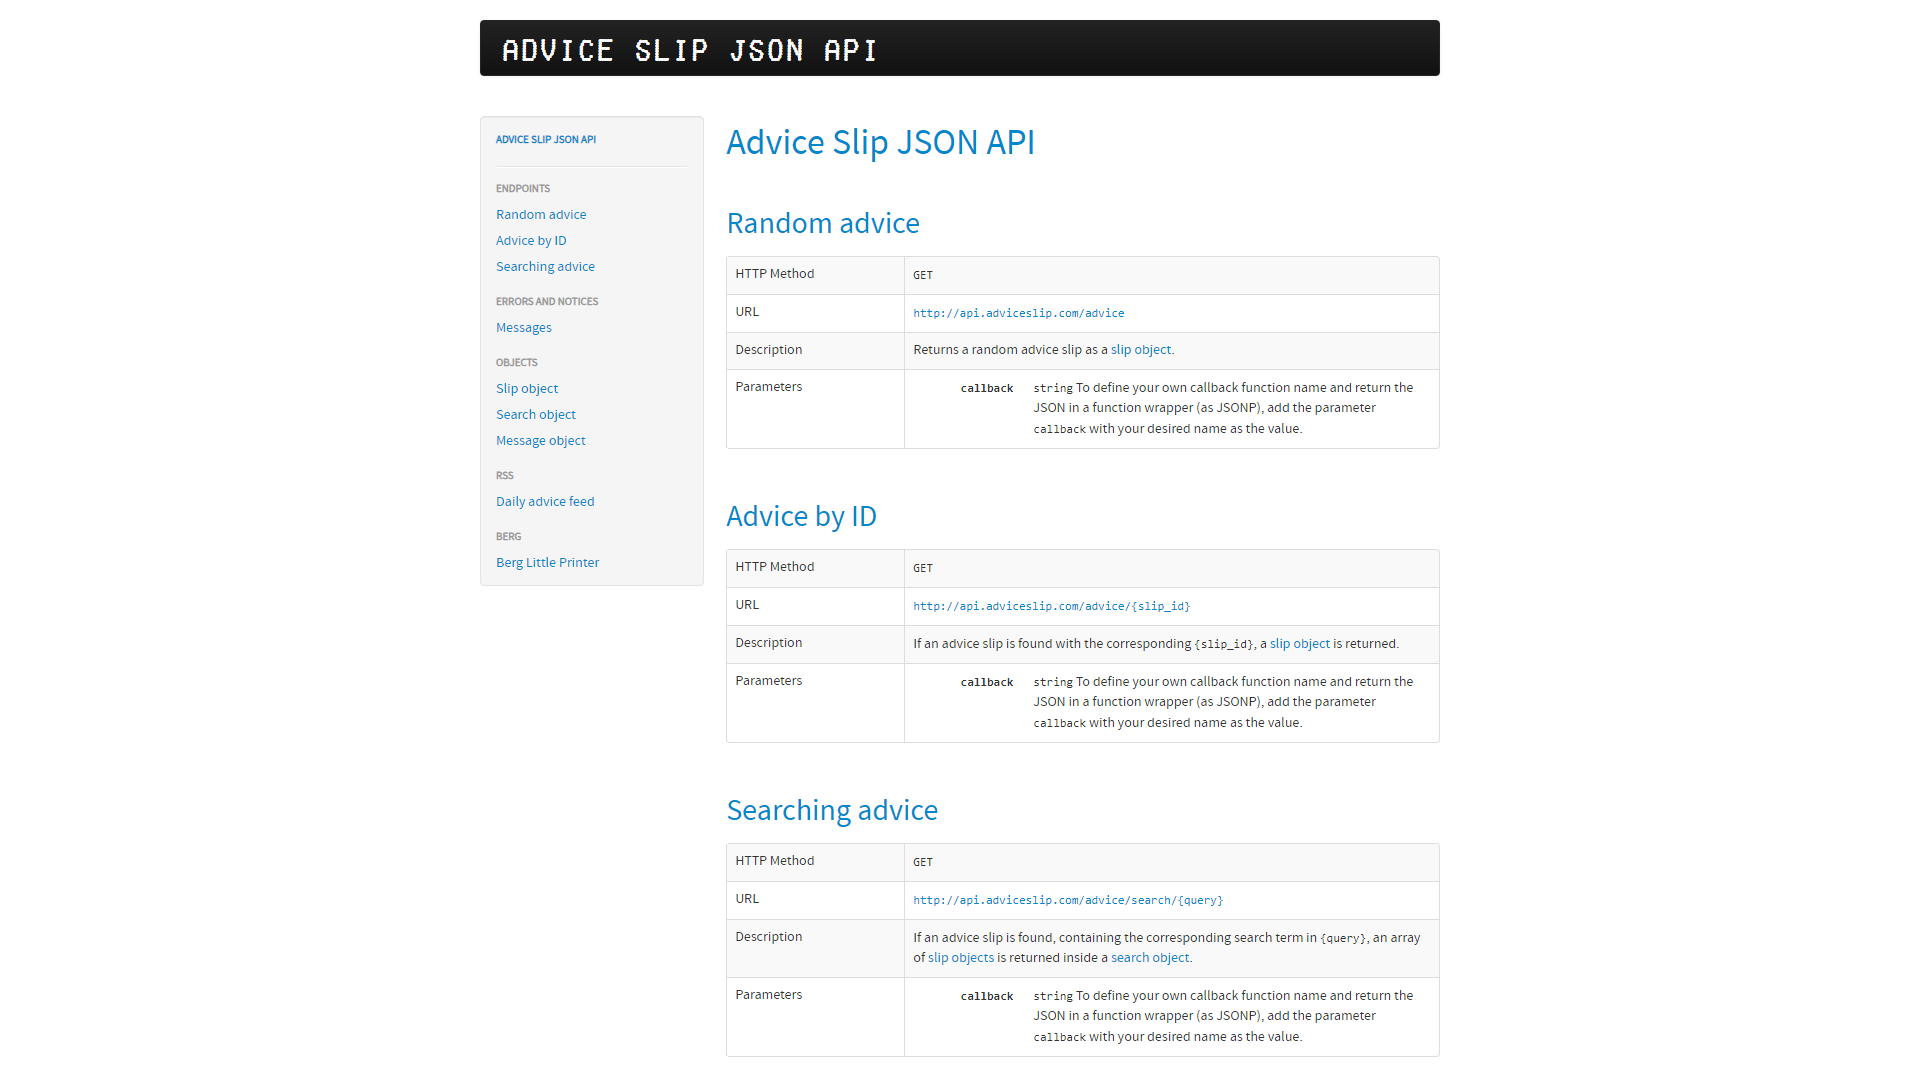 ADVICE SLIP JSON API
ADVICE SLIP JSON API
ENDPOINTS
Random advice
Advice by ID
Searching advice
ERRORS AND NOTICES
Messages
OBJECTS
Slip object
Search object
Message object
RSS
Daily advice feed
BERG
Berg Little Printer
Advice Slip JSON API
Random advice
HTTP Method GET
URL http://api.adviceslip.com/advice
Description Returns a random advice slip as a slip object.
Parameters callback string To define your own callback function name and return the
JSON in a function wrapper (as JSONP), add the parameter
callback with your desired name as the value.
Advice by ID
HTTP Method GET
URL http://api.adviceslip.com/advice/{slip_id}
Description If an advice slip is found with the corresponding {slip_id}, a slip object is returned.
Parameters callback string To define your own callback function name and return the
JSON in a function wrapper (as JSONP), add the parameter
callback with your desired name as the value.
Searching advice
HTTP Method GET
URL http://api.adviceslip.com/advice/search/{query}
Description If an advice slip is found, containing the corresponding search term in {query}, an array
of slip objects is returned inside a search object.
Parameters callback string To define your own callback function name and return the
JSON in a function wrapper (as JSONP), add the parameter
callback with your desired name as the value.